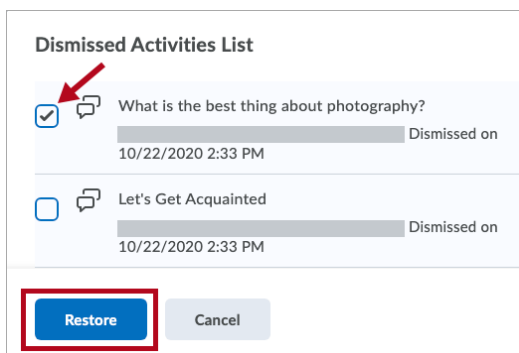 Dismissed Activities List
What is the best thing about photography?
Dismissed on
10/22/2020 2:33 PM
Let's Get Acquainted
Dismissed on
10/22/2020 2:33 PM
Restore
Cancel